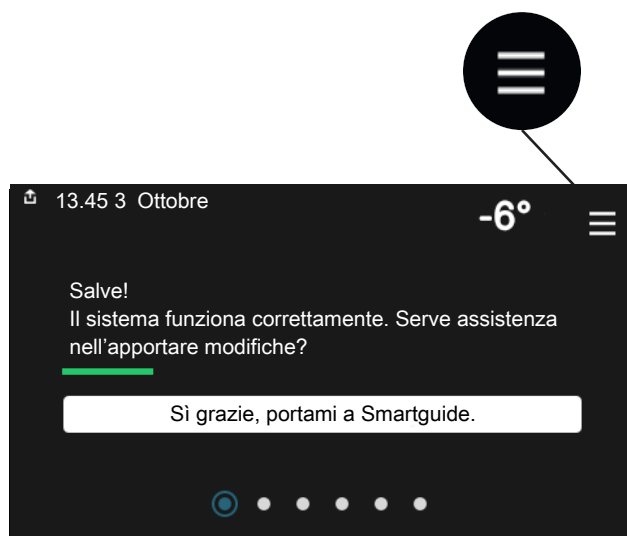 13.45 3 Ottobre
-6°
Salve!
Il sistema funziona correttamente. Serve assistenza
nell'apportare modifiche?
Sì grazie, portami a Smartguide.